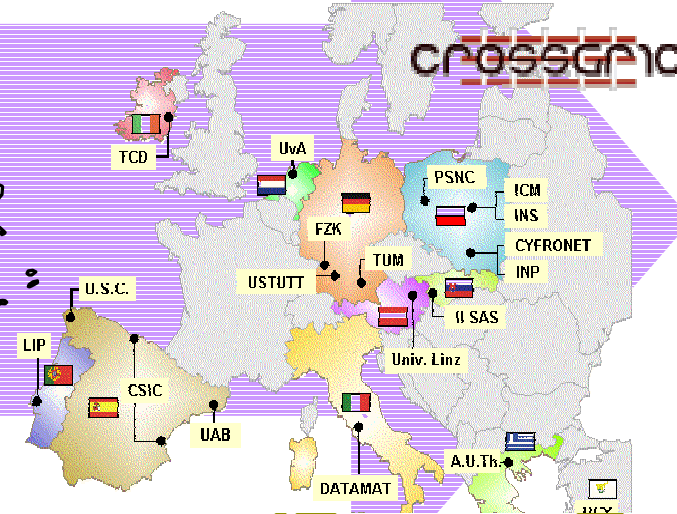 crossGrid
UvA
TCD
PSNC
ICM
INS
FZK
CYFRONET
TUM
INP
USTUTT
U.S.C.
II SAS
LIP
Univ. Linz
CSIC
UAB
A.U.Th.
DATAMAT